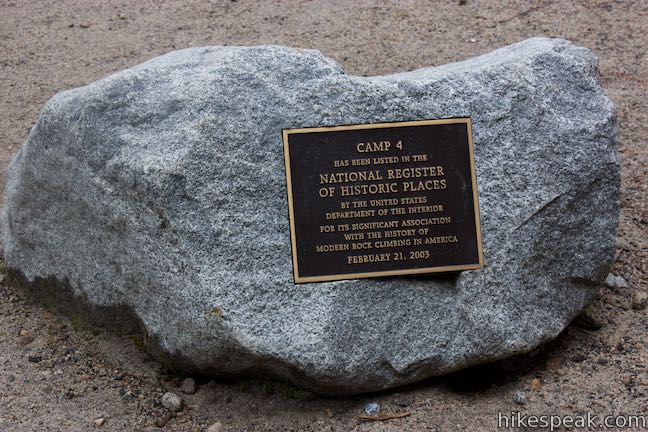 CAMP 4
HAS BEEN LISTED IN THE
NATIONAL REGISTER
OF HISTORIC PLACES
BY THE UNITED STATES
DEPARTMENT OF THE INTERIOR
FOR ITS SIGNIFICANT ASSOCIATION
WITH THE HISTORY OF
MODERN ROCK CLIMBING IN AMERICA
FEBRUARY 21, 2003
hikespeak.com